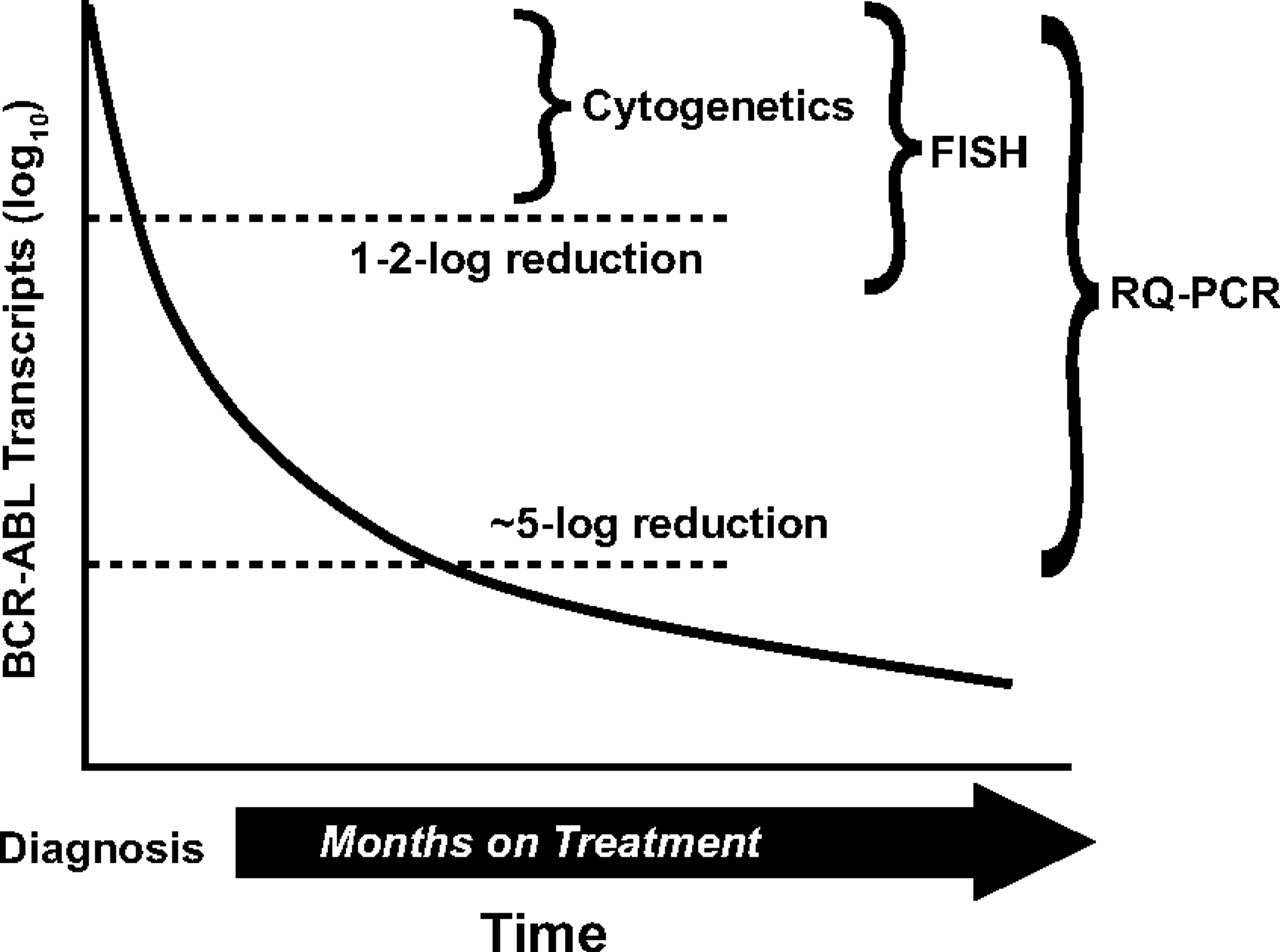 BCR-ABL Transcripts (log10)
Cytogenetics
FISH
1-2-log reduction
RQ-PCR
~5-log reduction
Diagnosis
Months on Treatment
Time